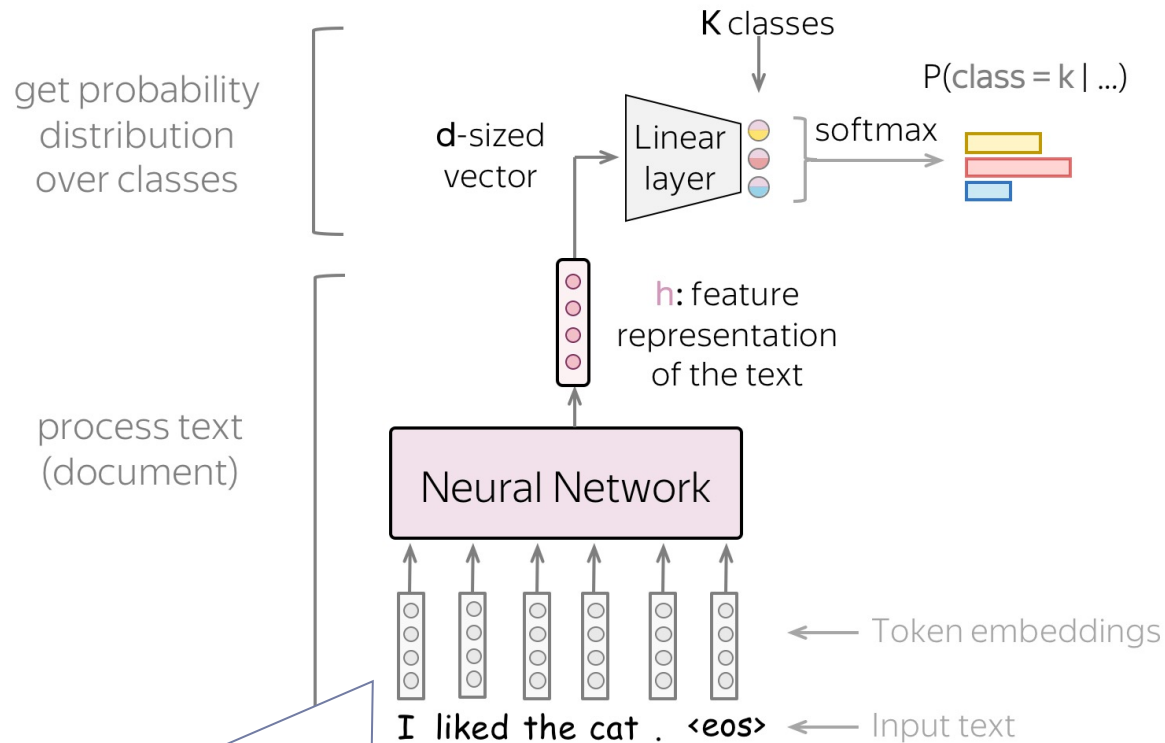 K classes
get probability
distribution
over classes
d-sized
vector
Linear
layer
softmax
P(class = k | ...)
h: feature
representation
of the text
process text
(document)
Neural Network
Token embeddings
I liked the cat . <eos>
Input text